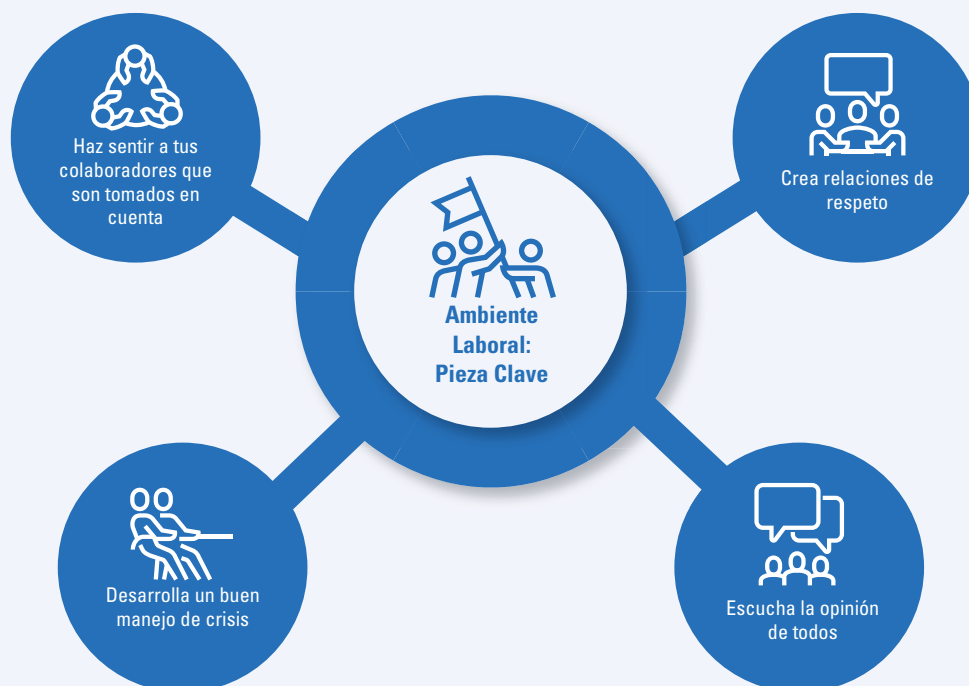 Haz sentir a tus
colaboradores que
son tomados en
cuenta
Crea relaciones de
respeto
Ambiente
Laboral:
Pieza Clave
Desarrolla un buen
manejo de crisis
Escucha la opinión
de todos